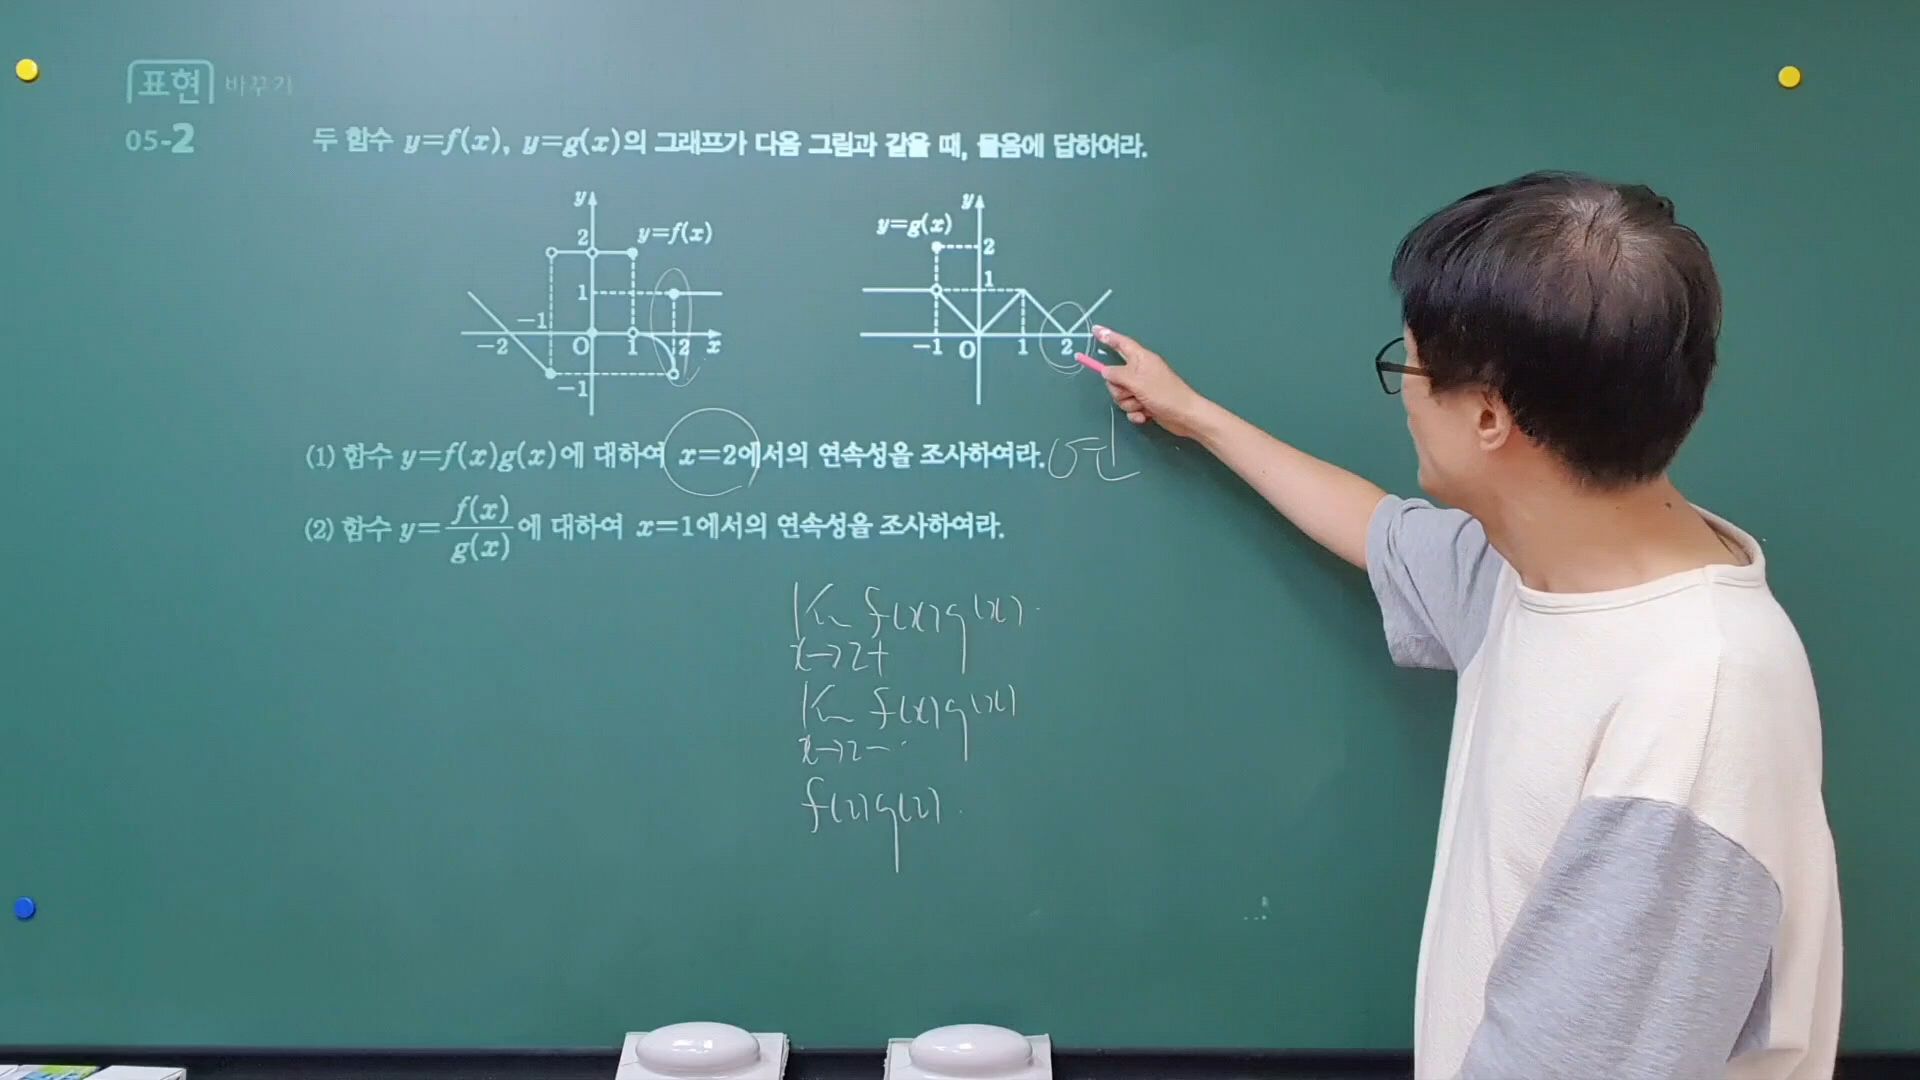 표현 바꾸기
05-2
두 함수 y=f(x), y=g(x)의 그래프가 다음 그림과 같을 때, 물음에 답하여라.
y
2
y=f(x)
1
-1
-2
O
1
2
x
-1
y
y=g(x)
2
1
-1
O
1
2
(1) 함수 y=f(x)g(x)에 대하여 x=2에서의 연속성을 조사하여라. 연
(2) 함수 y=f(x)/g(x)에 대하여 x=1에서의 연속성을 조사하여라.
lim f(x)g(x)
x→2+
lim f(x)g(x)
x→2-
f(2)g(2)